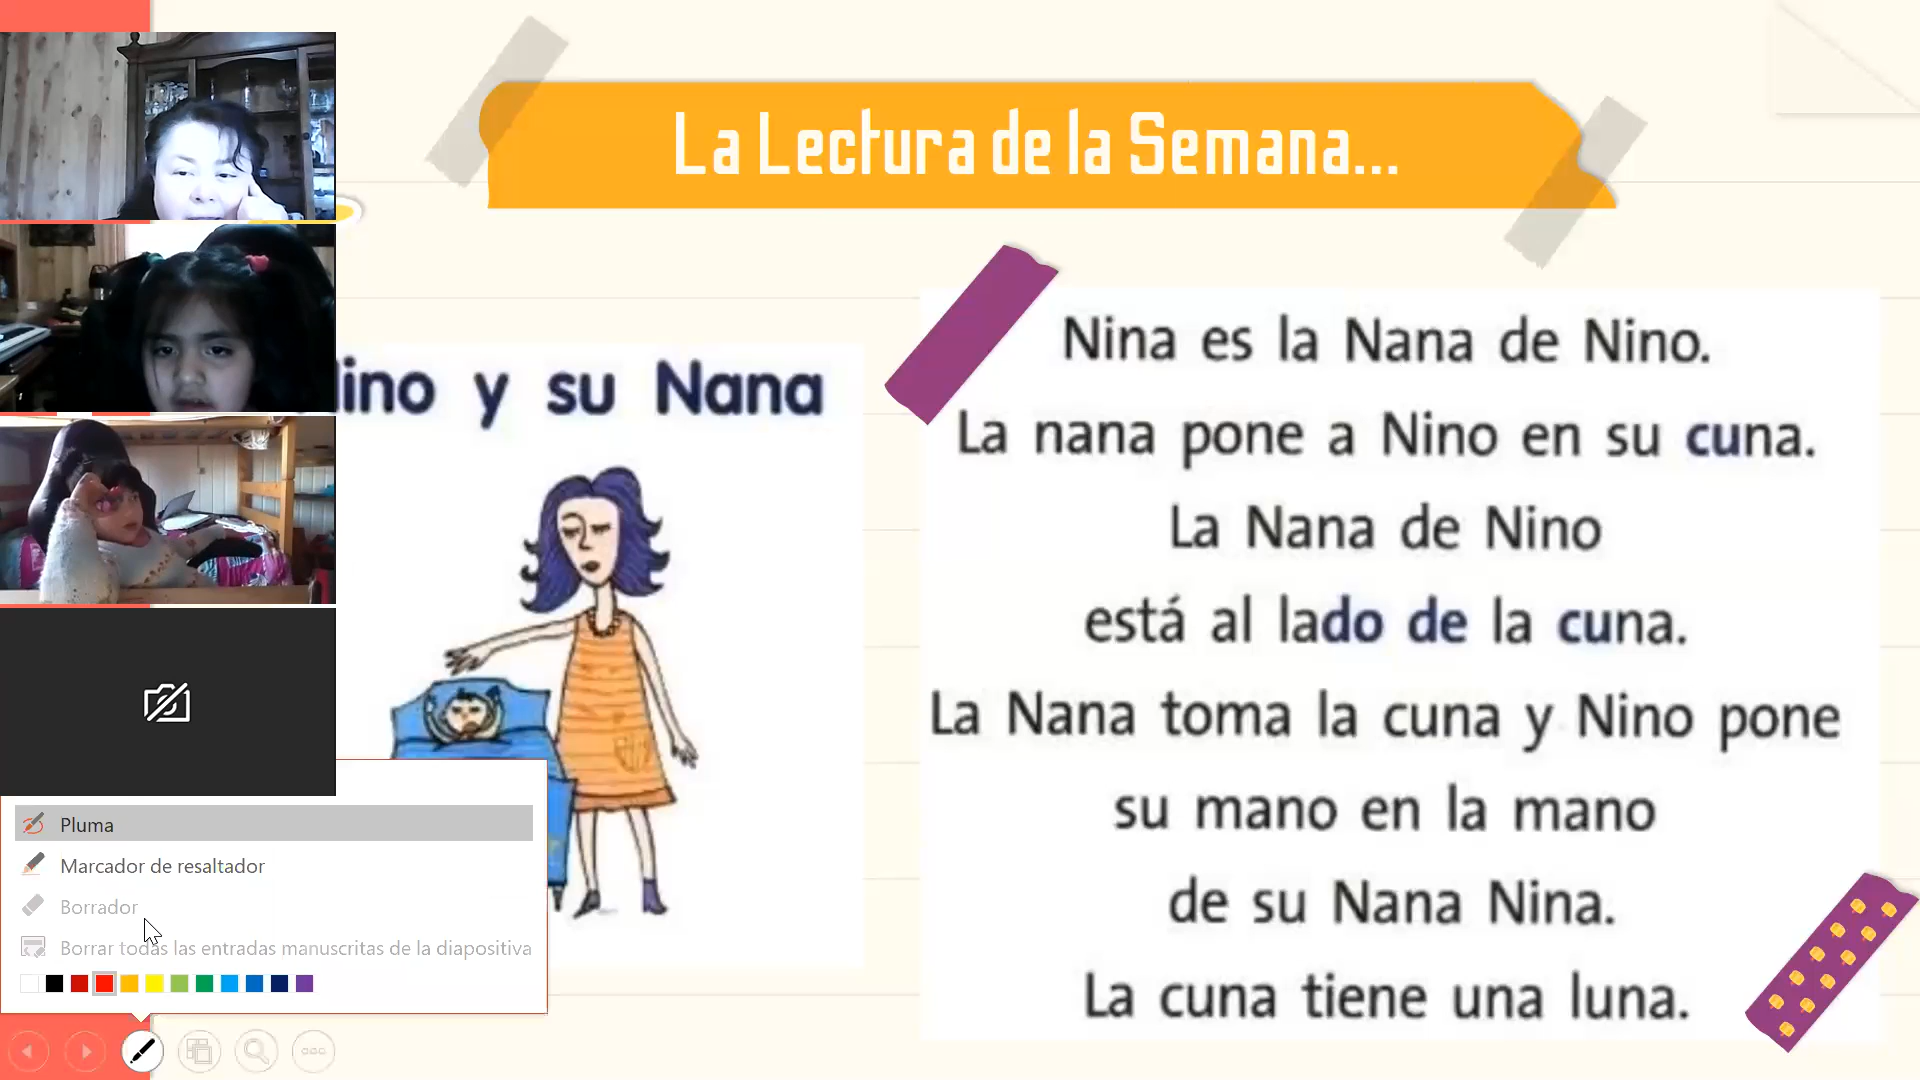 La Lectura de la Semana...
ino y su Nana
Nina es la Nana de Nino.
La nana pone a Nino en su cuna.
La Nana de Nino
está al lado de la cuna.
La Nana toma la cuna y Nino pone
su mano en la mano
de su Nana Nina.
La cuna tiene una luna.
Pluma
Marcador de resaltador
Borrador
Borrar todas las entradas manuscritas de la diapositiva